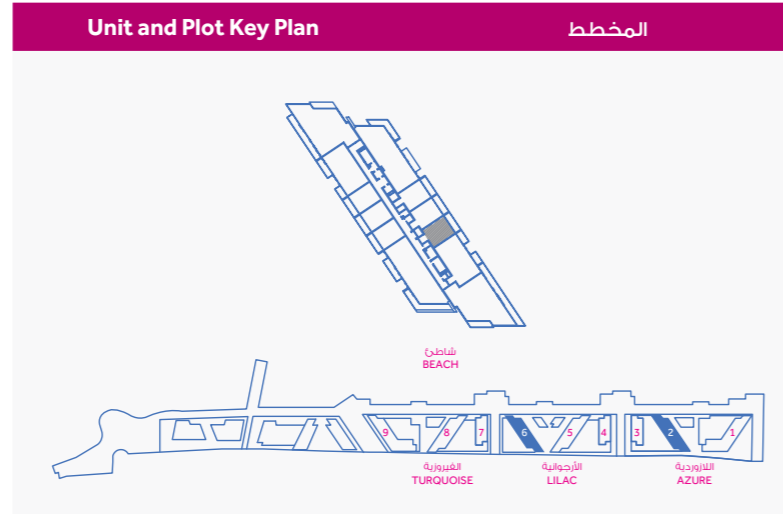 Unit and Plot Key Plan
المخطط
شاطئ
BEACH
9 8 7 6 5 4 3 2 1
الفيروزية
TURQUOISE
الأرجوانية
LILAC
اللازوردية
AZURE